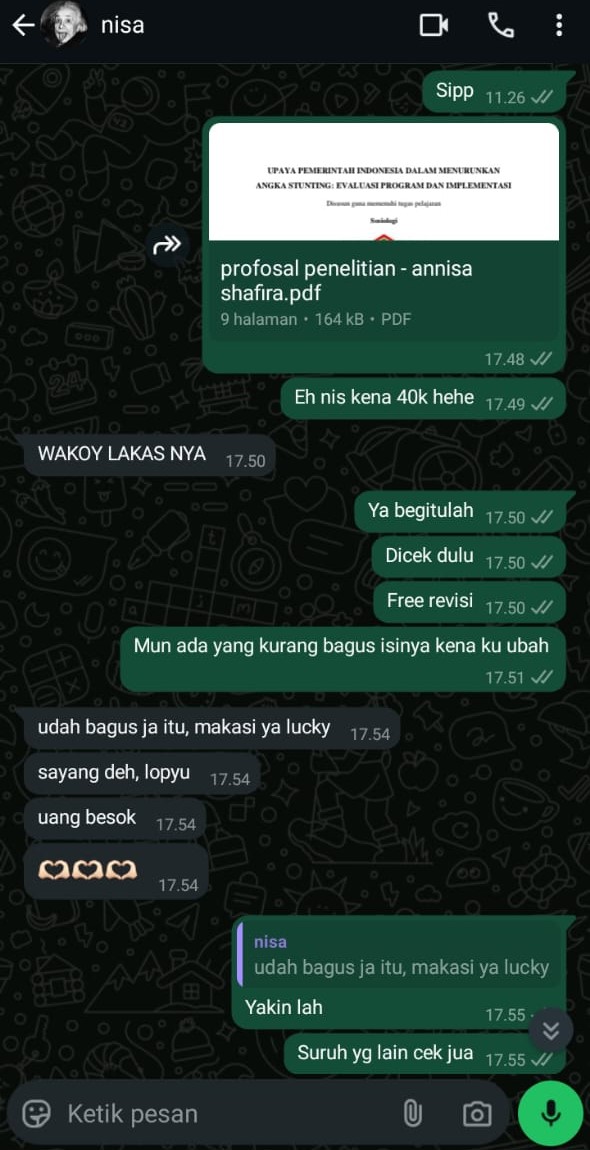 nisa
Sipp 11.26
UPAYA PEMERINTAH INDONESIA DALAM MENURUNKAN
ANGKA STUNTING: EVALUASI PROGRAM DAN IMPLEMENTASI
Disusun guna memenuhi tugas pelajaran
Sosiologi
profosal penelitian - annisa
shafira.pdf
9 halaman • 164 kB • PDF
17.48
Eh nis kena 40k hehe 17.49
WAKOY LAKAS NYA 17.50
Ya begitulah 17.50
Dicek dulu 17.50
Free revisi 17.50
Mun ada yang kurang bagus isinya kena ku ubah
17.51
udah bagus ja itu, makasi ya lucky 17.54
sayang deh, lopyu 17.54
uang besok 17.54
🫶🏻🫶🏻🫶🏻 17.54
nisa
udah bagus ja itu, makasi ya lucky
Yakin lah 17.55
Suruh yg lain cek jua 17.55
Ketik pesan